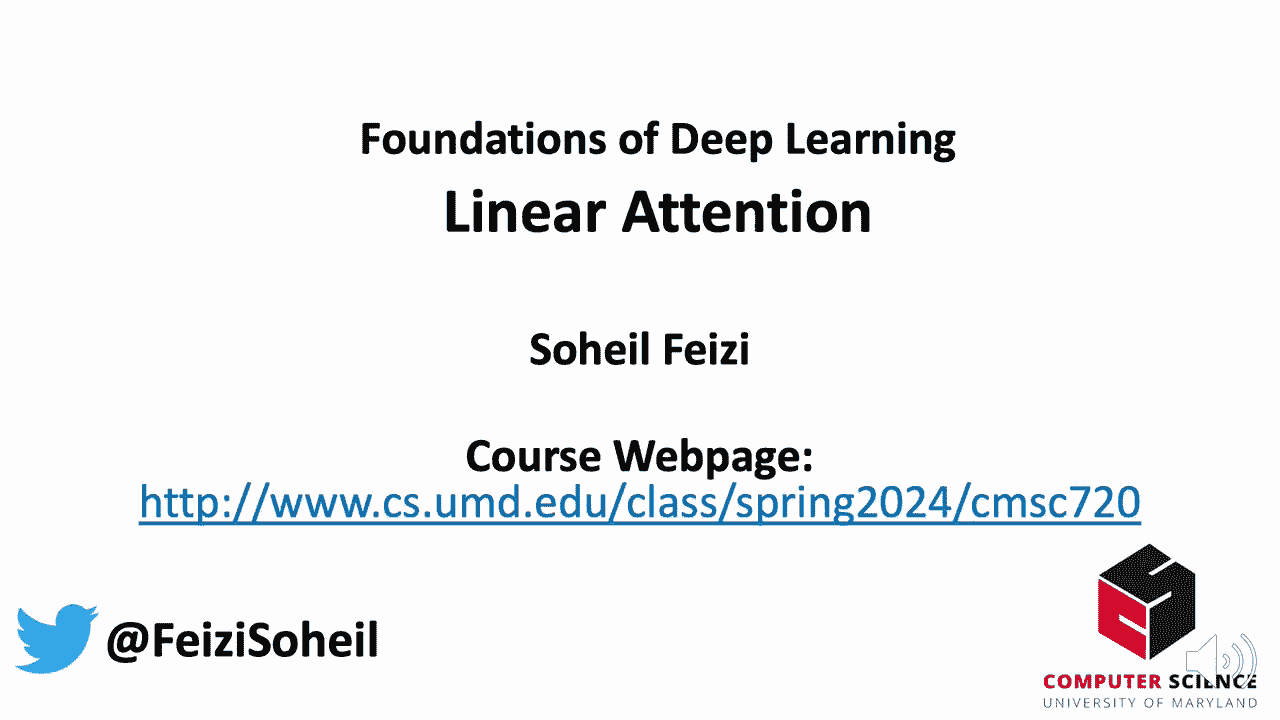 Foundations of Deep Learning
Linear Attention
Soheil Feizi
Course Webpage:
http://www.cs.umd.edu/class/spring2024/cmsc720
@FeiziSoheil
COMPUTER SCIENCE
UNIVERSITY OF MARYLAND